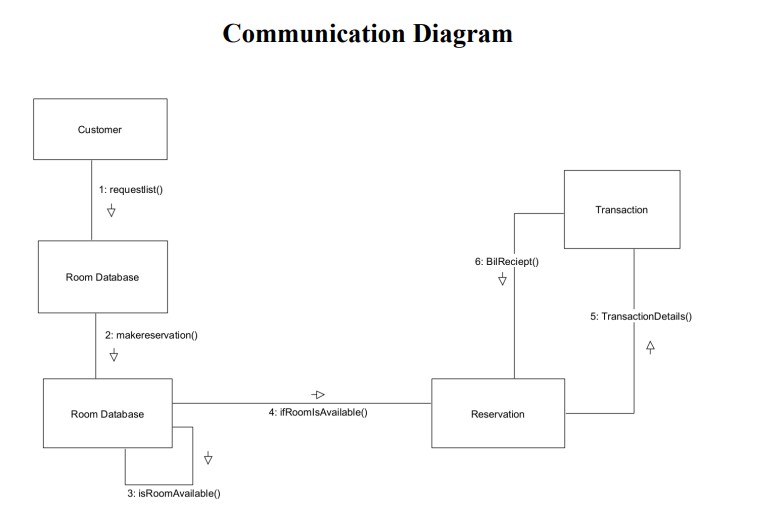 Communication Diagram
Customer
1: requestlist()
Transaction
6: BilReciept()
Room Database
5: TransactionDetails()
2: makereservation()
Room Database
4: ifRoomIsAvailable()
Reservation
3: isRoomAvailable()